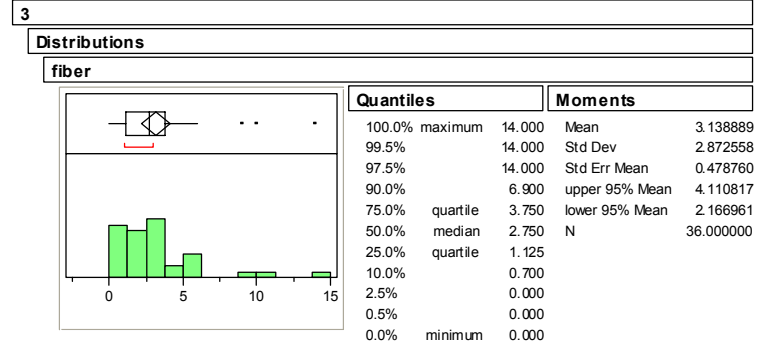 3
Distributions
fiber
0 5 10 15
Quantiles
100.0% maximum 14.000
99.5% 14.000
97.5% 14.000
90.0% 6.900
75.0% quartile 3.750
50.0% median 2.750
25.0% quartile 1.125
10.0% 0.700
2.5% 0.000
0.5% 0.000
0.0% minimum 0.000
Moments
Mean 3.138889
Std Dev 2.872558
Std Err Mean 0.478760
upper 95% Mean 4.110817
lower 95% Mean 2.166961
N 36.000000